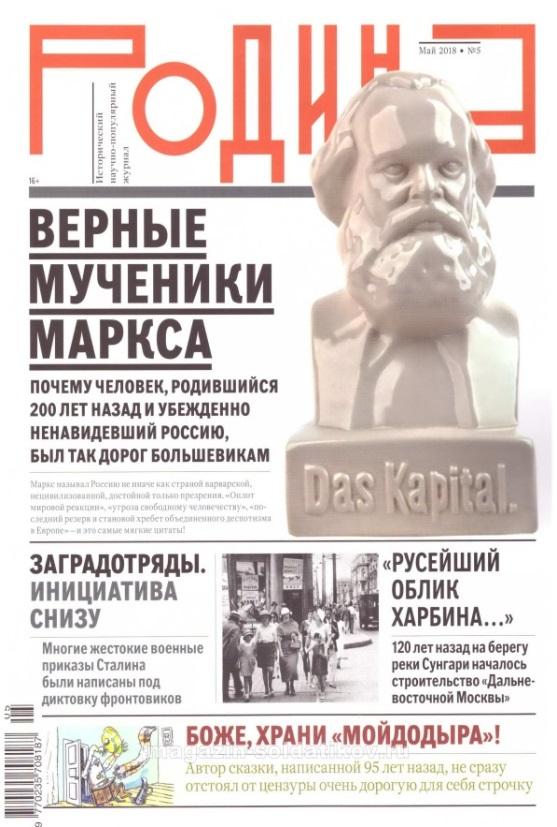 РОДИНА
Май 2018 • №5
Исторический
научно-популярный
журнал
16+
ВЕРНЫЕ
МУЧЕНИКИ
МАРКСА
ПОЧЕМУ ЧЕЛОВЕК, РОДИВШИЙСЯ
200 ЛЕТ НАЗАД И УБЕЖДЕННО
НЕНАВИДЕВШИЙ РОССИЮ,
БЫЛ ТАК ДОРОГ БОЛЬШЕВИКАМ
Маркс называл Россию не иначе как страной варварской,
нецивилизованной, достойной только презрения. «Оплот
мировой реакции», «угроза свободному человечеству», «по-
следний резерв и становой хребет объединенного деспотизма
в Европе» — и это самые мягкие цитаты!
Das Kapital.
ЗАГРАДОТРЯДЫ.
ИНИЦИАТИВА
СНИЗУ
Многие жестокие военные
приказы Сталина
были написаны под
диктовку фронтовиков
«РУСЕЙШИЙ
ОБЛИК
ХАРБИНА...»
120 лет назад на берегу
реки Сунгари началось
строительство «Дальне-
восточной Москвы»
БОЖЕ, ХРАНИ «МОЙДОДЫРА»!
Автор сказки, написанной 95 лет назад, не сразу
отстоял от цензуры очень дорогую для себя строчку
9 770235 708187
05
magazin-soldatikov.ru